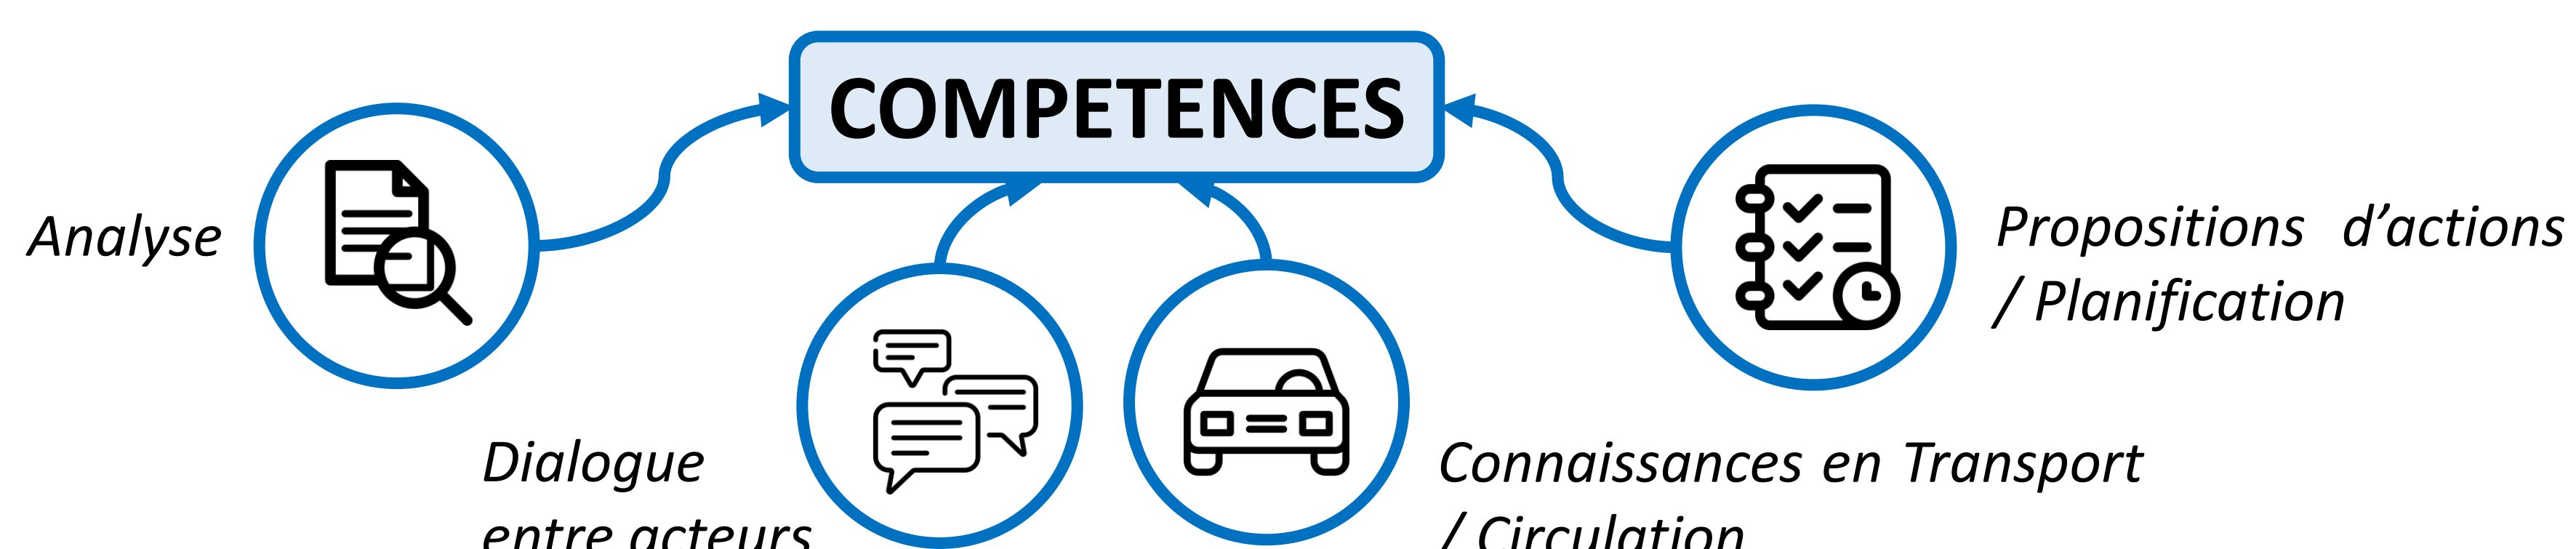 COMPETENCES
Analyse
Propositions d’actions
/ Planification
Dialogue
entre acteurs
Connaissances en Transport
/ Circulation